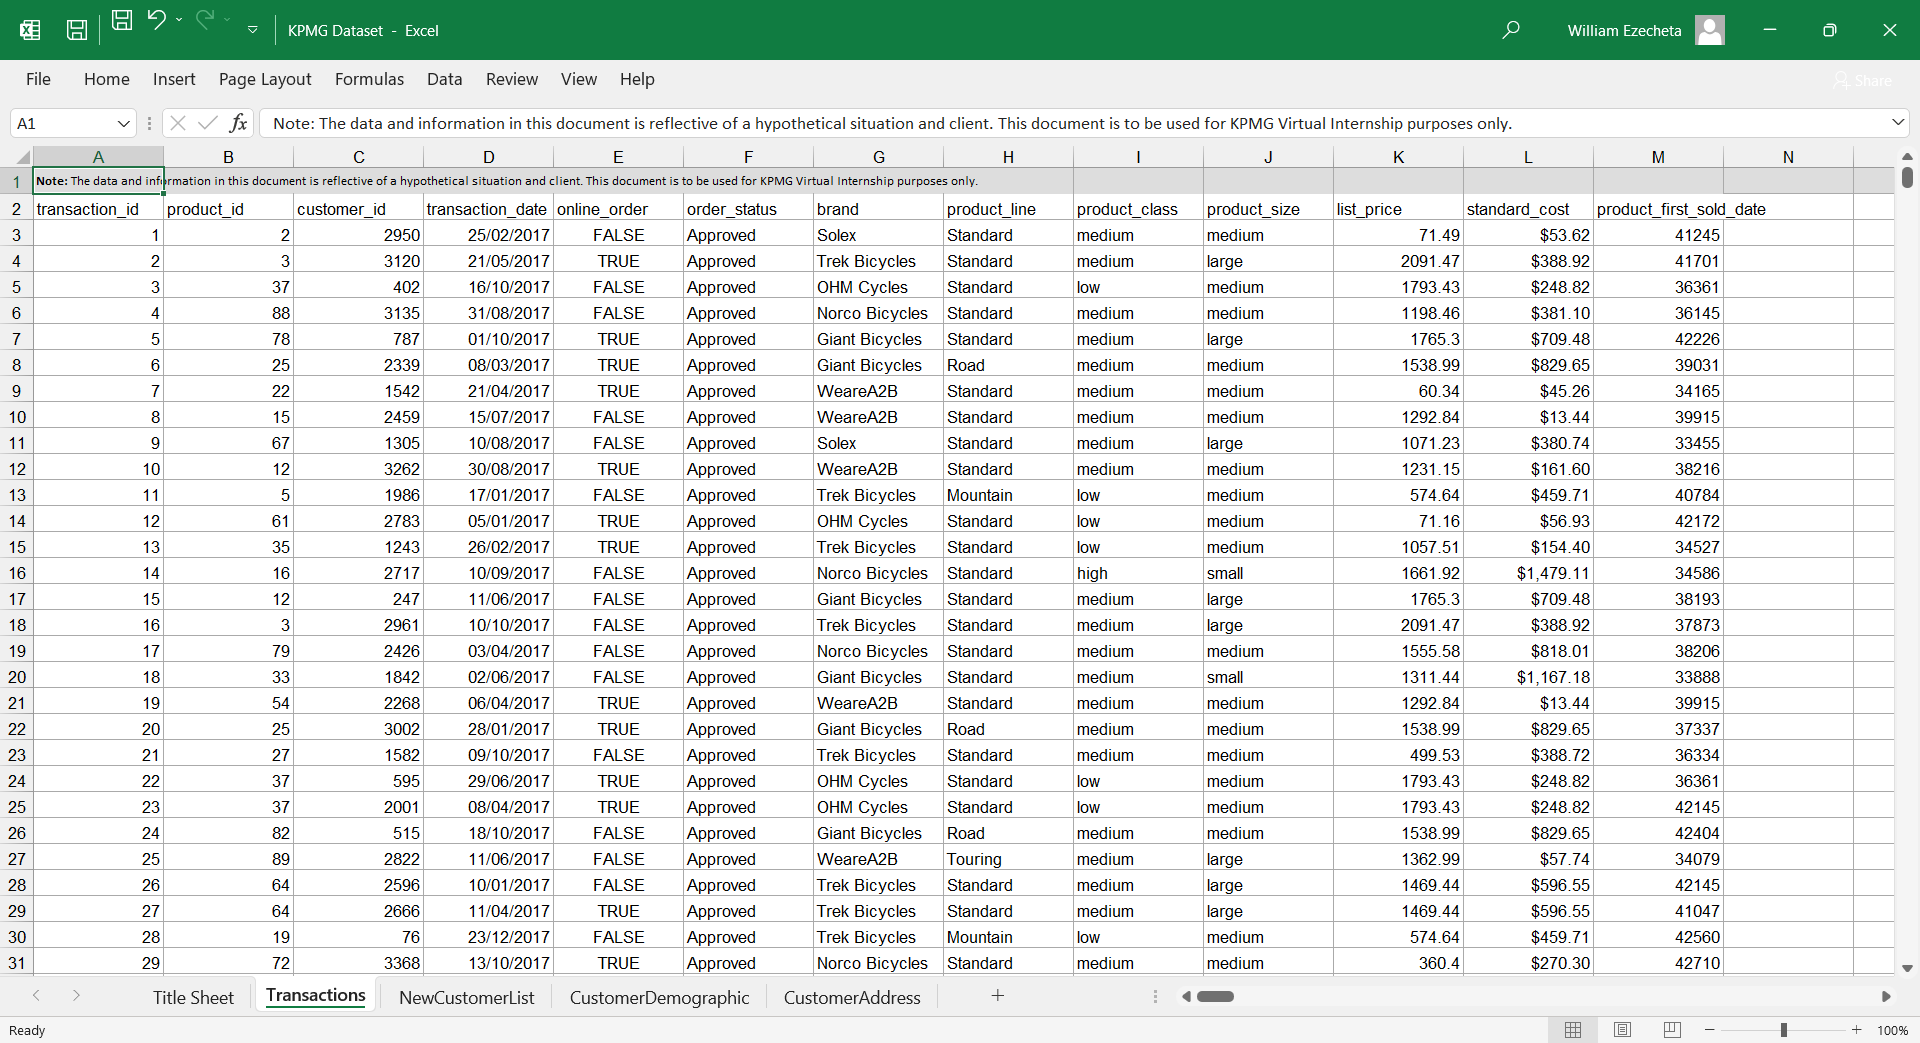 KPMG Dataset - Excel William Ezecheta
File Home Insert Page Layout Formulas Data Review View Help Share
A1 fx Note: The data and information in this document is reflective of a hypothetical situation and client. This document is to be used for KPMG Virtual Internship purposes only.
A B C D E F G H I J K L M N
1 Note: The data and information in this document is reflective of a hypothetical situation and client. This document is to be used for KPMG Virtual Internship purposes only.
2 transaction_id product_id customer_id transaction_date online_order order_status brand product_line product_class product_size list_price standard_cost product_first_sold_date
3 1 2 2950 25/02/2017 FALSE Approved Solex Standard medium medium 71.49 $53.62 41245
4 2 3 3120 21/05/2017 TRUE Approved Trek Bicycles Standard medium large 2091.47 $388.92 41701
5 3 37 402 16/10/2017 FALSE Approved OHM Cycles Standard low medium 1793.43 $248.82 36361
6 4 88 3135 31/08/2017 FALSE Approved Norco Bicycles Standard medium medium 1198.46 $381.10 36145
7 5 78 787 01/10/2017 TRUE Approved Giant Bicycles Standard medium large 1765.3 $709.48 42226
8 6 25 2339 08/03/2017 TRUE Approved Giant Bicycles Road medium medium 1538.99 $829.65 39031
9 7 22 1542 21/04/2017 TRUE Approved WeareA2B Standard medium medium 60.34 $45.26 34165
10 8 15 2459 15/07/2017 FALSE Approved WeareA2B Standard medium medium 1292.84 $13.44 39915
11 9 67 1305 10/08/2017 FALSE Approved Solex Standard medium large 1071.23 $380.74 33455
12 10 12 3262 30/08/2017 TRUE Approved WeareA2B Standard medium medium 1231.15 $161.60 38216
13 11 5 1986 17/01/2017 FALSE Approved Trek Bicycles Mountain low medium 574.64 $459.71 40784
14 12 61 2783 05/01/2017 TRUE Approved OHM Cycles Standard low medium 71.16 $56.93 42172
15 13 35 1243 26/02/2017 TRUE Approved Trek Bicycles Standard low medium 1057.51 $154.40 34527
16 14 16 2717 10/09/2017 FALSE Approved Norco Bicycles Standard high small 1661.92 $1,479.11 34586
17 15 12 247 11/06/2017 FALSE Approved Giant Bicycles Standard medium large 1765.3 $709.48 38193
18 16 3 2961 10/10/2017 FALSE Approved Trek Bicycles Standard medium large 2091.47 $388.92 37873
19 17 79 2426 03/04/2017 FALSE Approved Norco Bicycles Standard medium medium 1555.58 $818.01 38206
20 18 33 1842 02/06/2017 FALSE Approved Giant Bicycles Standard medium small 1311.44 $1,167.18 33888
21 19 54 2268 06/04/2017 TRUE Approved WeareA2B Standard medium medium 1292.84 $13.44 39915
22 20 25 3002 28/01/2017 TRUE Approved Giant Bicycles Road medium medium 1538.99 $829.65 37337
23 21 27 1582 09/10/2017 FALSE Approved Trek Bicycles Standard medium medium 499.53 $388.72 36334
24 22 37 595 29/06/2017 TRUE Approved OHM Cycles Standard low medium 1793.43 $248.82 36361
25 23 37 2001 08/04/2017 TRUE Approved OHM Cycles Standard low medium 1793.43 $248.82 42145
26 24 82 515 18/10/2017 FALSE Approved Giant Bicycles Road medium medium 1538.99 $829.65 42404
27 25 89 2822 11/06/2017 FALSE Approved WeareA2B Touring medium large 1362.99 $57.74 34079
28 26 64 2596 10/01/2017 FALSE Approved Trek Bicycles Standard medium large 1469.44 $596.55 42145
29 27 64 2666 11/04/2017 TRUE Approved Trek Bicycles Standard medium large 1469.44 $596.55 41047
30 28 19 76 23/12/2017 FALSE Approved Trek Bicycles Mountain low medium 574.64 $459.71 42560
31 29 72 3368 13/10/2017 TRUE Approved Norco Bicycles Standard medium medium 360.4 $270.30 42710
Title Sheet Transactions NewCustomerList CustomerDemographic CustomerAddress
Ready 100%